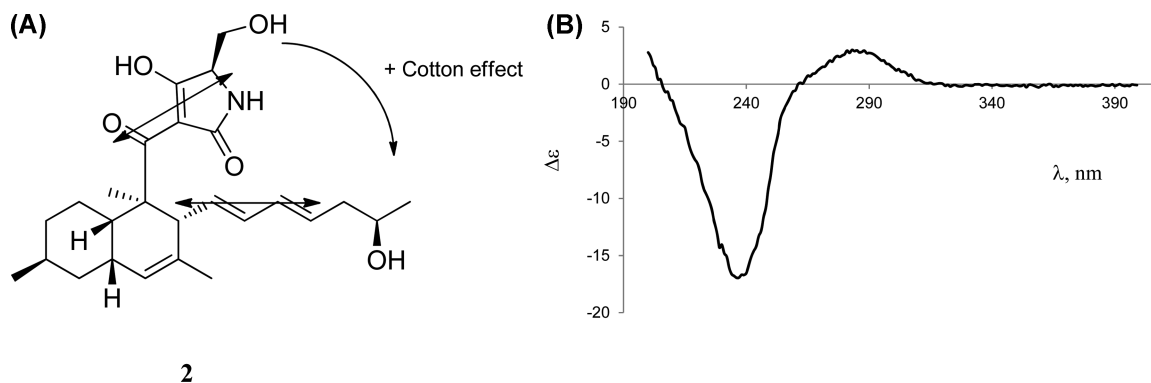 (A)
OH
HO
+ Cotton effect
NH
O
O
H
OH
H
2
(B)
5
0
190
240
290
340
390
-5
Δε
λ, nm
-10
-15
-20